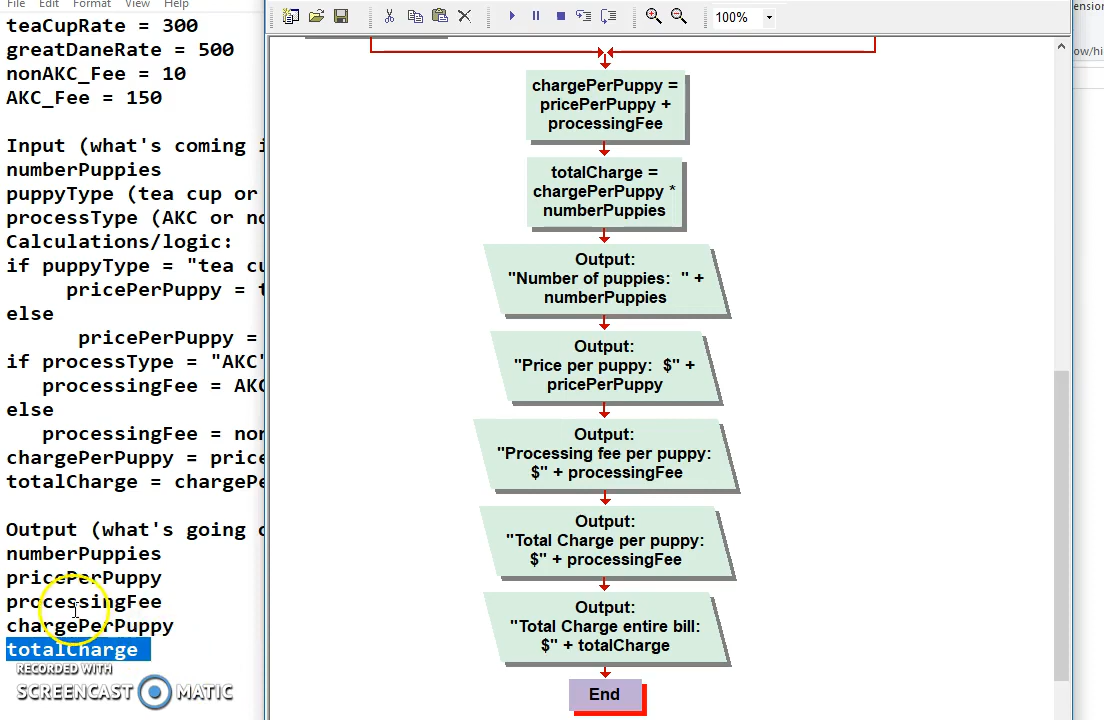 File Edit Format View Help
teaCupRate = 300
greatDaneRate = 500
nonAKC_Fee = 10
AKC_Fee = 150
Input (what's coming i
numberPuppies
puppyType (tea cup or
processType (AKC or no
Calculations/logic:
if puppyType = "tea cu
pricePerPuppy = t
else
pricePerPuppy =
if processType = "AKC"
processingFee = AKC
else
processingFee = non
chargePerPuppy = price
totalCharge = chargePe
Output (what's going o
numberPuppies
pricePerPuppy
processingFee
chargePerPuppy
totalCharge
RECORDED WITH
SCREENCAST MATIC
100%
chargePerPuppy =
pricePerPuppy +
processingFee
totalCharge =
chargePerPuppy *
numberPuppies
Output:
"Number of puppies:  " +
numberPuppies
Output:
"Price per puppy:  $" +
pricePerPuppy
Output:
"Processing fee per puppy:
$" + processingFee
Output:
"Total Charge per puppy:
$" + processingFee
Output:
"Total Charge entire bill:
$" + totalCharge
End
ension
ow/hi